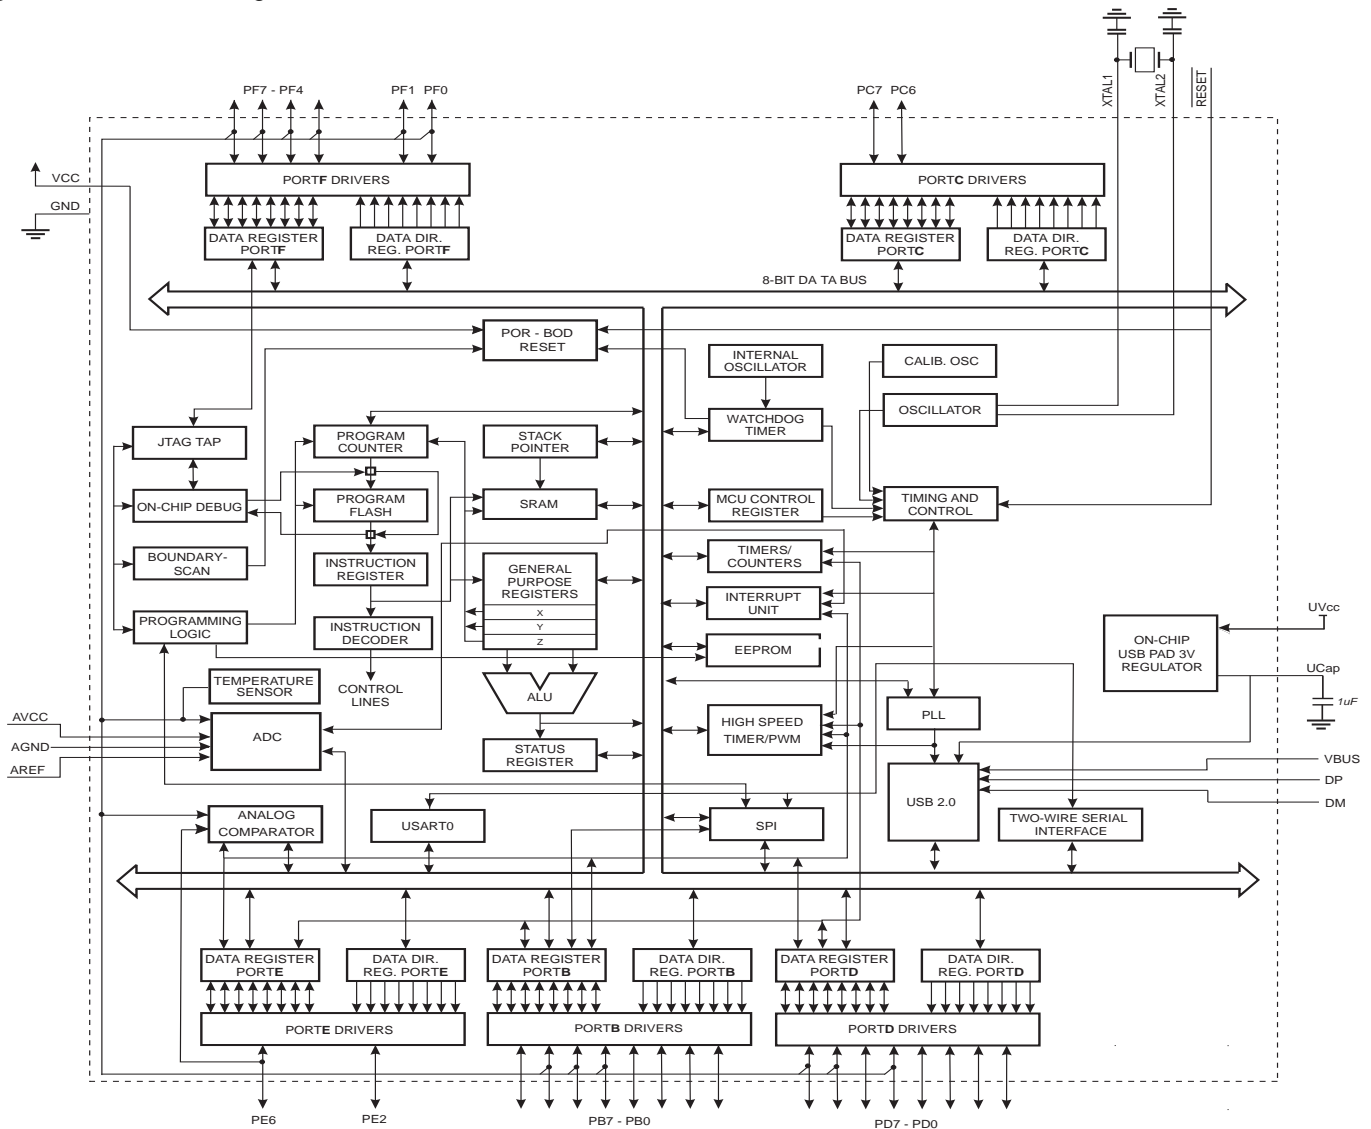 XTAL1
XTAL2
RESET
PF7 - PF4
PF1 PF0
PC7 PC6
VCC
GND
PORTF DRIVERS
PORTC DRIVERS
DATA REGISTER
PORTF
DATA DIR.
REG. PORTF
DATA REGISTER
PORTC
DATA DIR.
REG. PORTC
8-BIT DA TA BUS
POR - BOD
RESET
INTERNAL
OSCILLATOR
CALIB. OSC
WATCHDOG
TIMER
OSCILLATOR
JTAG TAP
PROGRAM
COUNTER
STACK
POINTER
ON-CHIP DEBUG
PROGRAM
FLASH
SRAM
MCU CONTROL
REGISTER
TIMING AND
CONTROL
BOUNDARY-
SCAN
INSTRUCTION
REGISTER
GENERAL
PURPOSE
REGISTERS
X
Y
Z
TIMERS/
COUNTERS
INTERRUPT
UNIT
PROGRAMMING
LOGIC
INSTRUCTION
DECODER
EEPROM
ON-CHIP
USB PAD 3V
REGULATOR
UVcc
UCap
1uF
TEMPERATURE
SENSOR
CONTROL
LINES
ALU
AVCC
AGND
AREF
ADC
STATUS
REGISTER
HIGH SPEED
TIMER/PWM
PLL
VBUS
DP
DM
USB 2.0
ANALOG
COMPARATOR
USART0
SPI
TWO-WIRE SERIAL
INTERFACE
DATA REGISTER
PORTE
DATA DIR.
REG. PORTE
DATA REGISTER
PORTB
DATA DIR.
REG. PORTB
DATA REGISTER
PORTD
DATA DIR.
REG. PORTD
PORTE DRIVERS
PORTB DRIVERS
PORTD DRIVERS
PE6
PE2
PB7 - PB0
PD7 - PD0